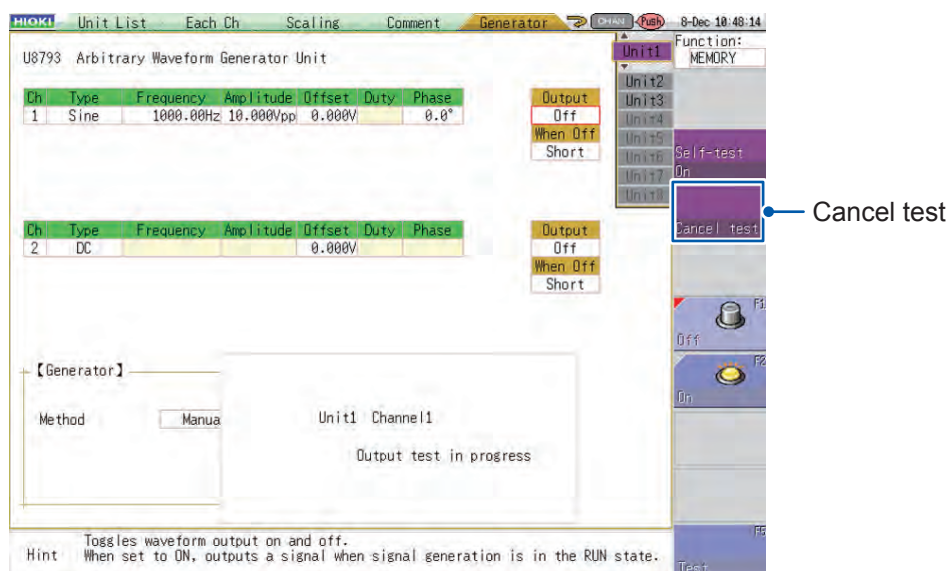 HIOKI Unit List Each Ch Scaling Comment Generator CHAN Push 8-Dec 10:48:14
U8793 Arbitrary Waveform Generator Unit
Unit1
Unit2
Unit3
Unit4
Unit5
Unit6
Unit7
Unit8
Function:
MEMORY
Ch Type Frequency Amplitude Offset Duty Phase
1 Sine 1000.00Hz 10.000Vpp 0.000V 0.0°
Output
Off
When Off
Short
Self-test
On
Cancel test
Cancel test
Ch Type Frequency Amplitude Offset Duty Phase
2 DC 0.000V
Output
Off
When Off
Short
F1
Off
F2
On
【Generator】
Method Manua
Unit1 Channel1
Output test in progress
F5
Test
Hint Toggles waveform output on and off.
When set to ON, outputs a signal when signal generation is in the RUN state.